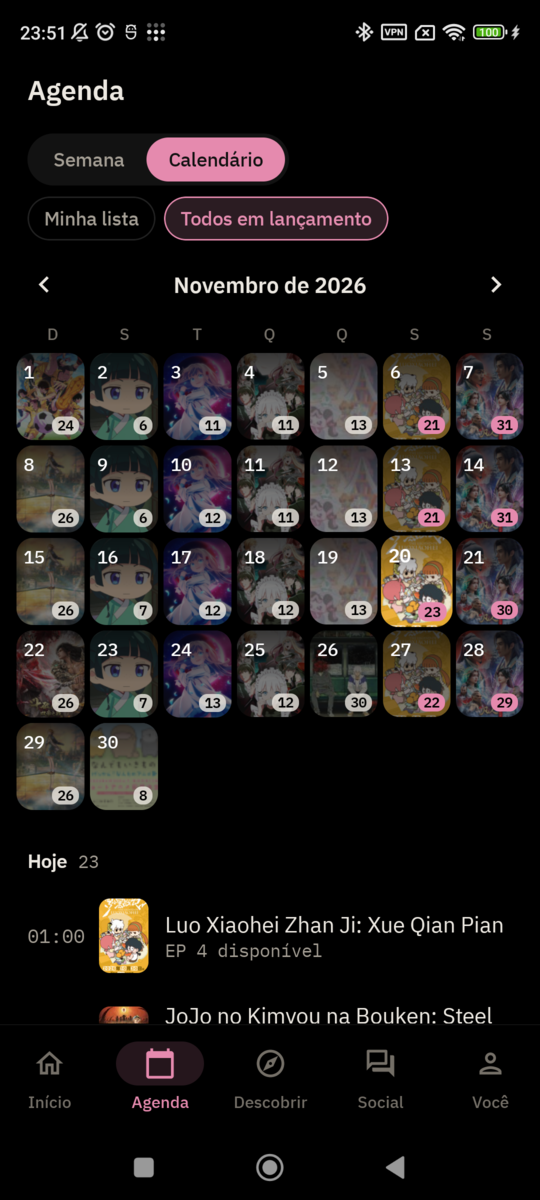 23:51
VPN
100
Agenda
Semana
Calendário
Minha lista
Todos em lançamento
Novembro de 2026
D S T Q Q S S
1 2 3 4 5 6 7
24 6 11 11 13 21 31
8 9 10 11 12 13 14
26 6 12 11 13 21 31
15 16 17 18 19 20 21
26 7 12 12 13 23 30
22 23 24 25 26 27 28
26 7 13 12 30 22 29
29 30
26 8
Hoje 23
01:00
Luo Xiaohei Zhan Ji: Xue Qian Pian
EP 4 disponível
JoJo no Kimyou na Bouken: Steel
Início
Agenda
Descobrir
Social
Você